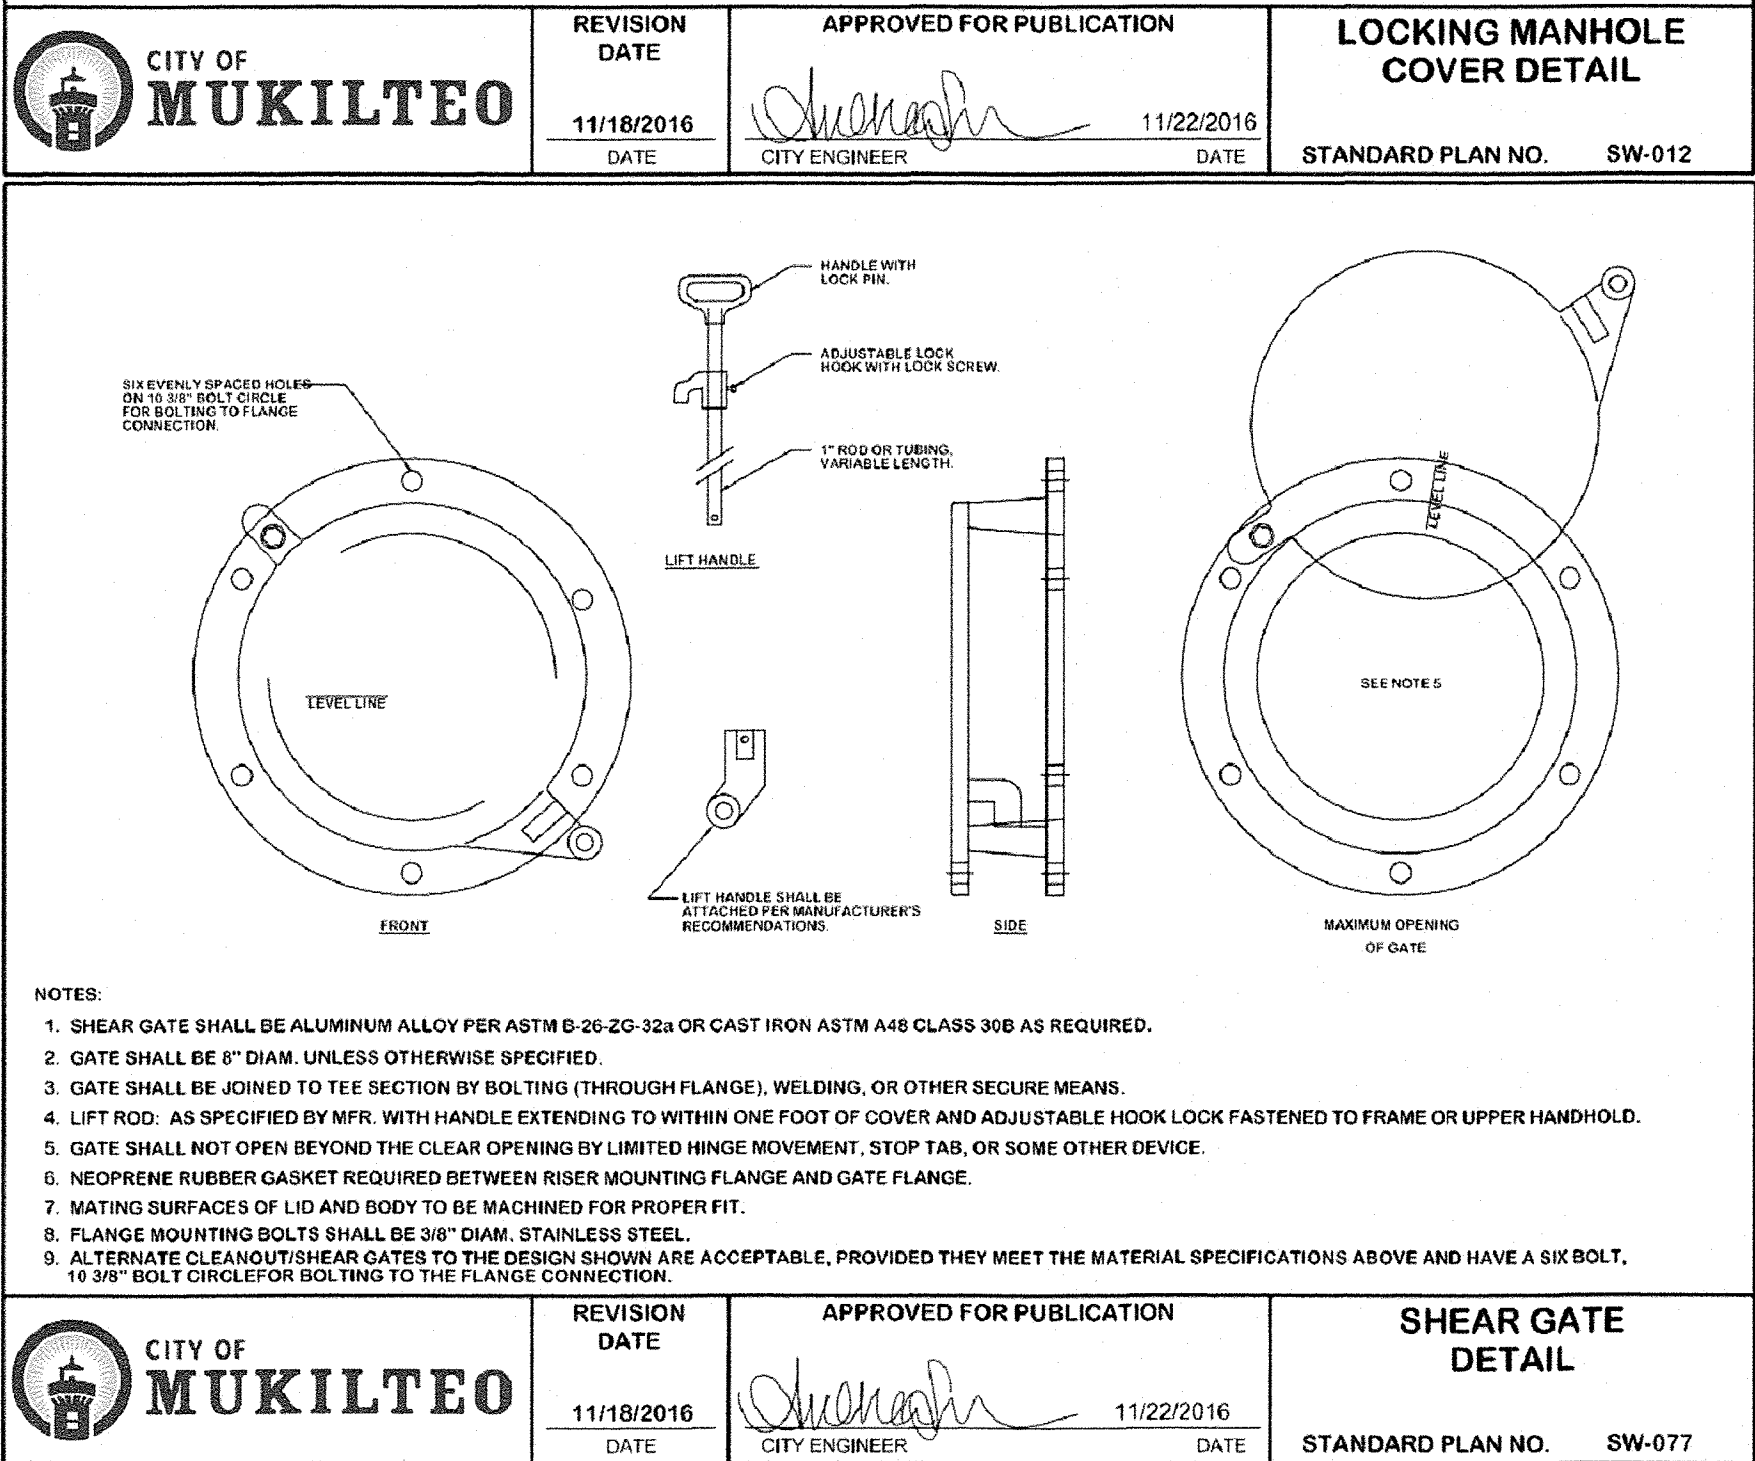 CITY OF
MUKILTEO
REVISION
DATE
11/18/2016
DATE
APPROVED FOR PUBLICATION
11/22/2016
CITY ENGINEER
DATE
LOCKING MANHOLE
COVER DETAIL
STANDARD PLAN NO. SW-012
HANDLE WITH
LOCK PIN.
ADJUSTABLE LOCK
HOOK WITH LOCK SCREW.
SIX EVENLY SPACED HOLES
ON 10 3/8" BOLT CIRCLE
FOR BOLTING TO FLANGE
CONNECTION.
1" ROD OR TUBING,
VARIABLE LENGTH.
LIFT HANDLE
LEVEL LINE
LEVEL LINE
SEE NOTE 5
LIFT HANDLE SHALL BE
ATTACHED PER MANUFACTURER'S
RECOMMENDATIONS.
FRONT
SIDE
MAXIMUM OPENING
OF GATE
NOTES:
1. SHEAR GATE SHALL BE ALUMINUM ALLOY PER ASTM B-26-ZG-32a OR CAST IRON ASTM A48 CLASS 30B AS REQUIRED.
2. GATE SHALL BE 8" DIAM. UNLESS OTHERWISE SPECIFIED.
3. GATE SHALL BE JOINED TO TEE SECTION BY BOLTING (THROUGH FLANGE), WELDING, OR OTHER SECURE MEANS.
4. LIFT ROD: AS SPECIFIED BY MFR. WITH HANDLE EXTENDING TO WITHIN ONE FOOT OF COVER AND ADJUSTABLE HOOK LOCK FASTENED TO FRAME OR UPPER HANDHOLD.
5. GATE SHALL NOT OPEN BEYOND THE CLEAR OPENING BY LIMITED HINGE MOVEMENT, STOP TAB, OR SOME OTHER DEVICE.
6. NEOPRENE RUBBER GASKET REQUIRED BETWEEN RISER MOUNTING FLANGE AND GATE FLANGE.
7. MATING SURFACES OF LID AND BODY TO BE MACHINED FOR PROPER FIT.
8. FLANGE MOUNTING BOLTS SHALL BE 3/8" DIAM. STAINLESS STEEL.
9. ALTERNATE CLEANOUT/SHEAR GATES TO THE DESIGN SHOWN ARE ACCEPTABLE, PROVIDED THEY MEET THE MATERIAL SPECIFICATIONS ABOVE AND HAVE A SIX BOLT,
10 3/8" BOLT CIRCLEFOR BOLTING TO THE FLANGE CONNECTION.
CITY OF
MUKILTEO
REVISION
DATE
11/18/2016
DATE
APPROVED FOR PUBLICATION
11/22/2016
CITY ENGINEER
DATE
SHEAR GATE
DETAIL
STANDARD PLAN NO. SW-077